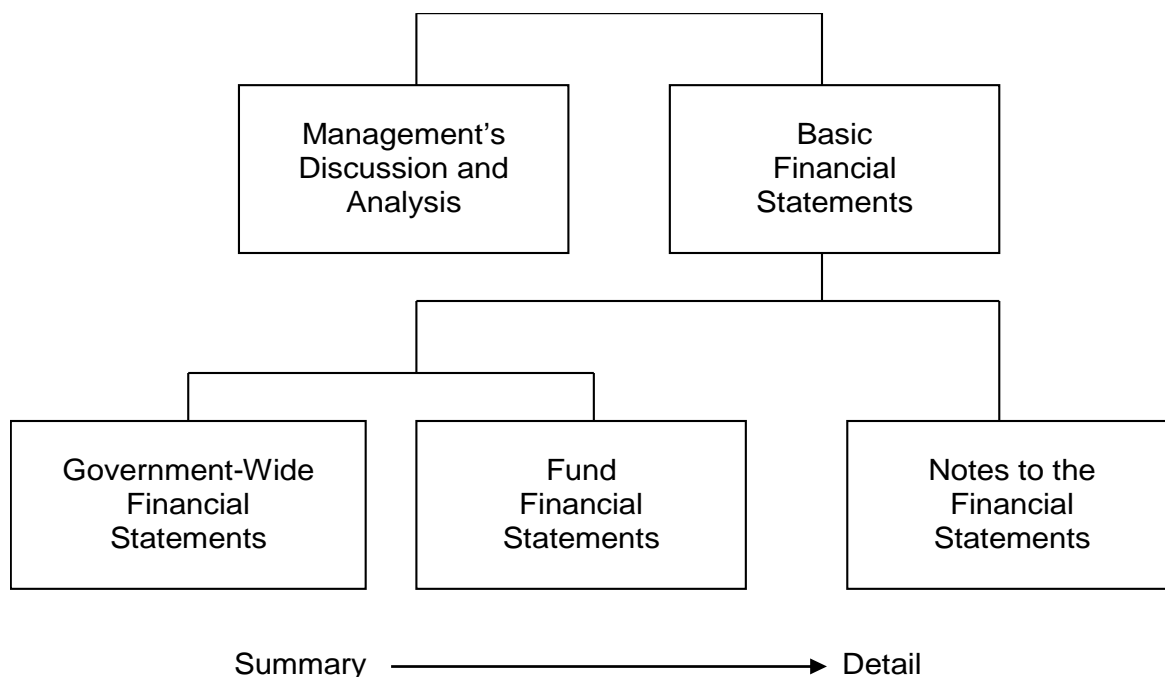 Management’s
Discussion and
Analysis
Basic
Financial
Statements
Government-Wide
Financial
Statements
Fund
Financial
Statements
Notes to the
Financial
Statements
Summary
Detail